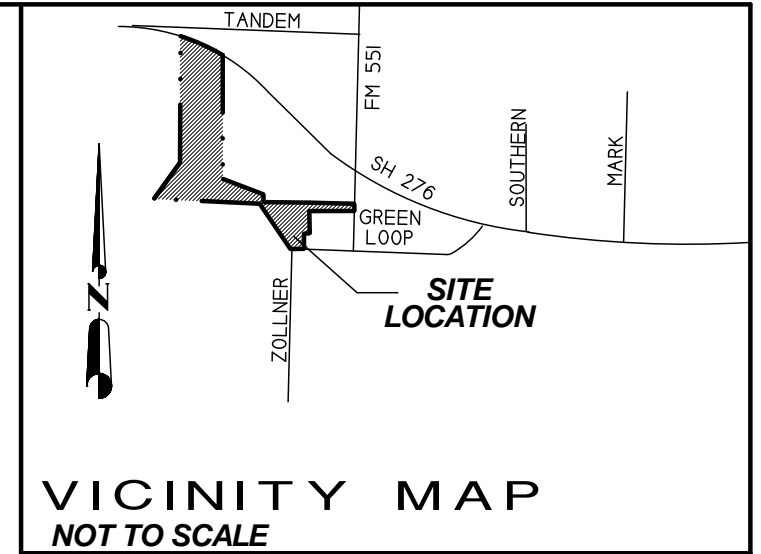 TANDEM
FM 551
SH 276
SOUTHERN
MARK
GREEN
LOOP
N
ZOLLNER
SITE
LOCATION
VICINITY MAP
NOT TO SCALE